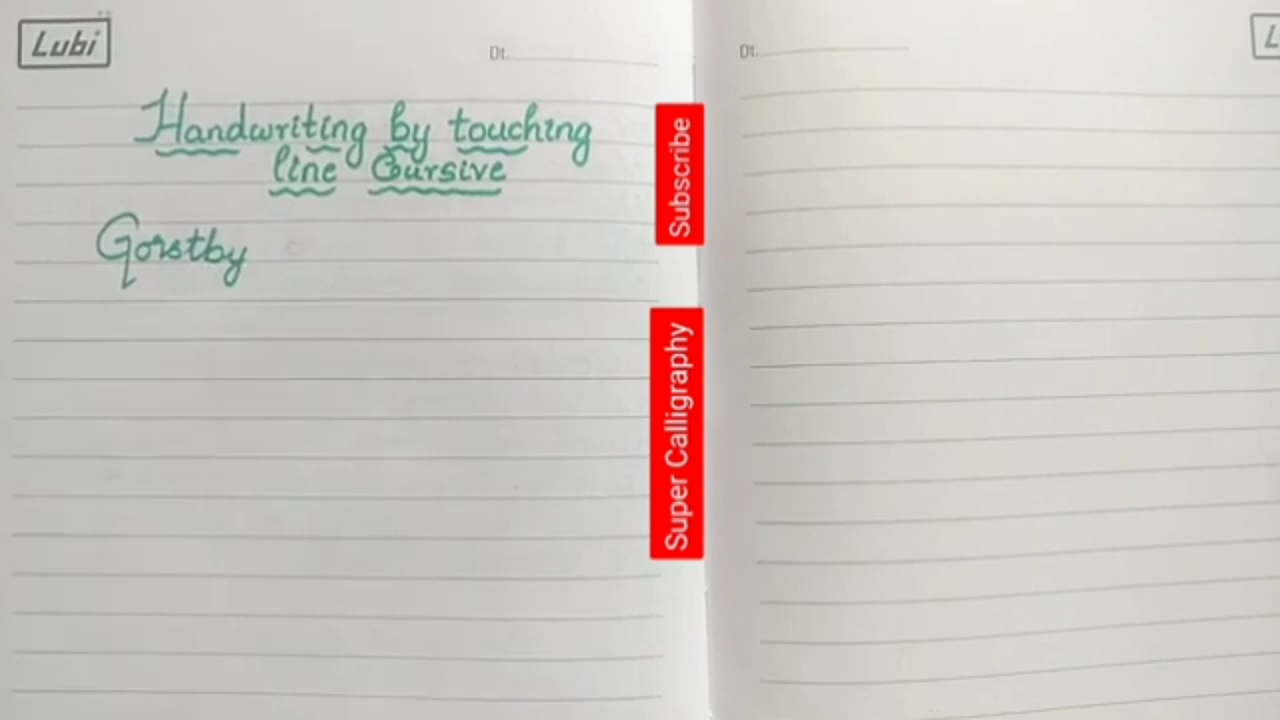 Lubi
Dt.
Handwriting by touching
line Cursive
Gorstby
Dt.
L
Subscribe
Super Calligraphy